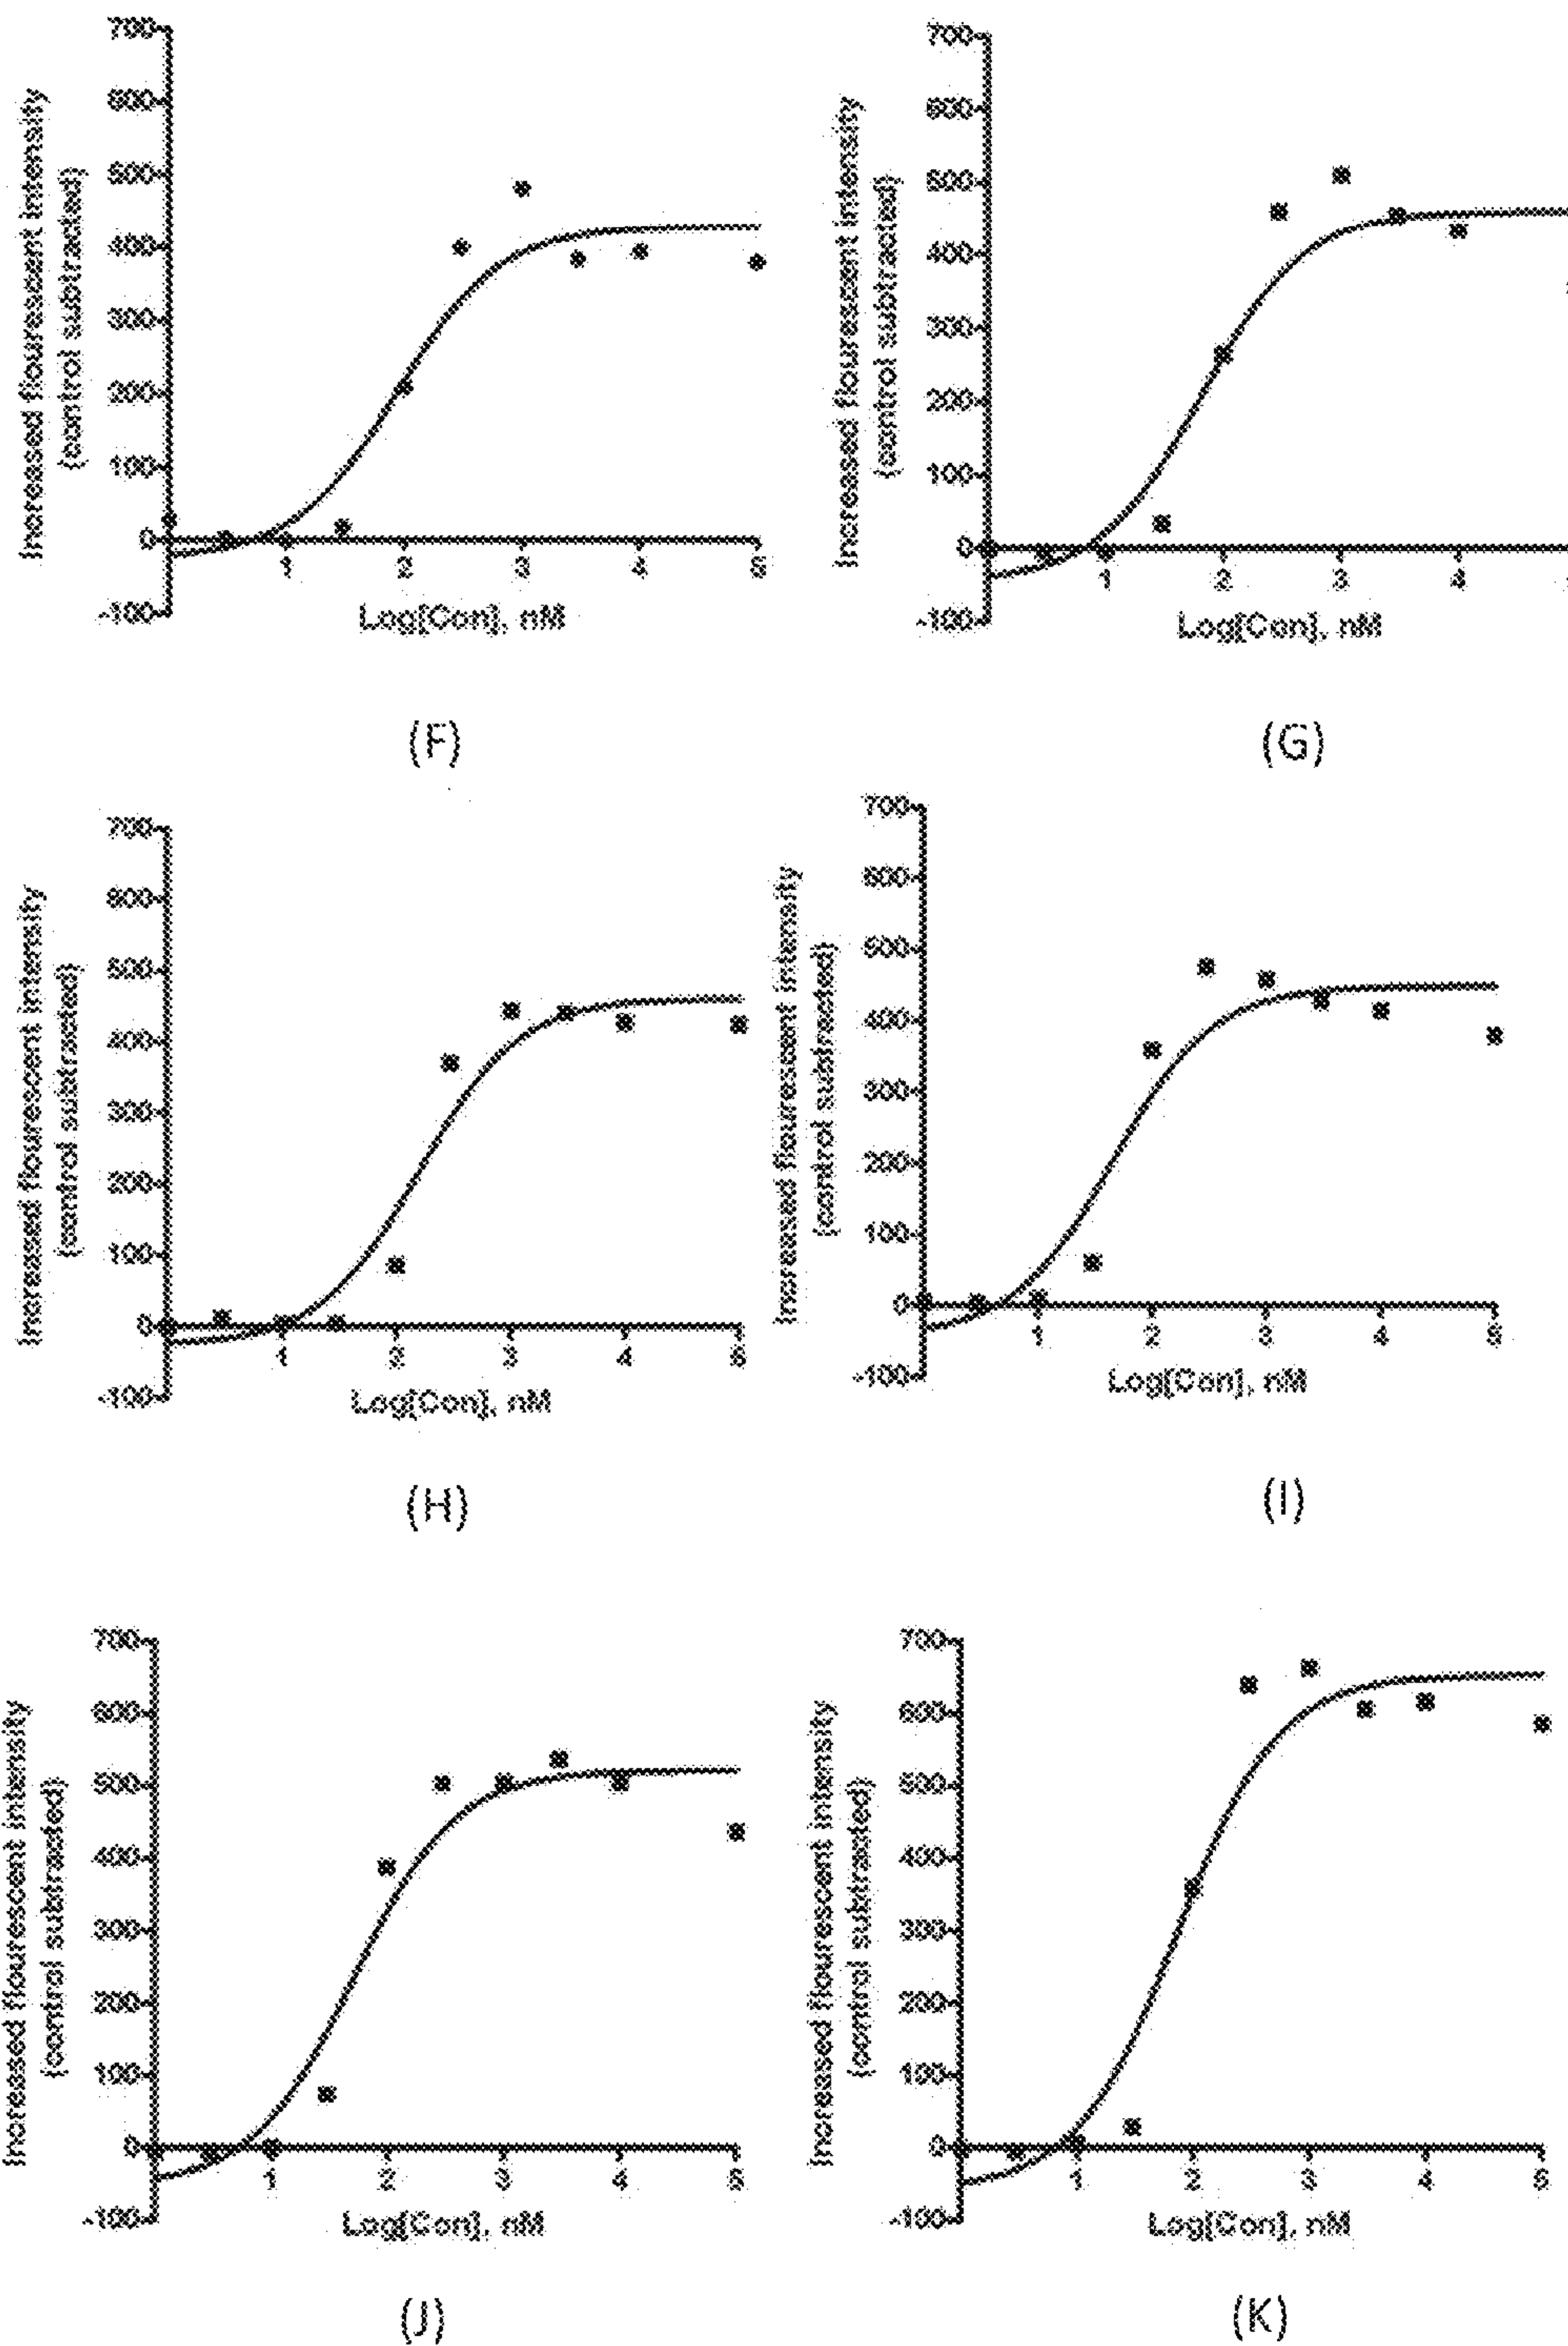 700
600
500
400
300
200
100
0
-100
1 2 3 4 5
Increased flourescent intensity
(control subtracted)
Log[Con], nM
(F)
700
600
500
400
300
200
100
0
-100
1 2 3 4
Increased flourescent intensity
(control subtracted)
Log[Con], nM
(G)
700
600
500
400
300
200
100
0
-100
1 2 3 4 5
Increased flourescent intensity
(control subtracted)
Log[Con], nM
(H)
700
600
500
400
300
200
100
0
-100
1 2 3 4 5
Increased flourescent intensity
(control subtracted)
Log[Con], nM
(I)
700
600
500
400
300
200
100
0
-100
1 2 3 4 5
Increased flourescent intensity
(control subtracted)
Log[Con], nM
(J)
700
600
500
400
300
200
100
0
-100
1 2 3 4 5
Increased flourescent intensity
(control subtracted)
Log[Con], nM
(K)